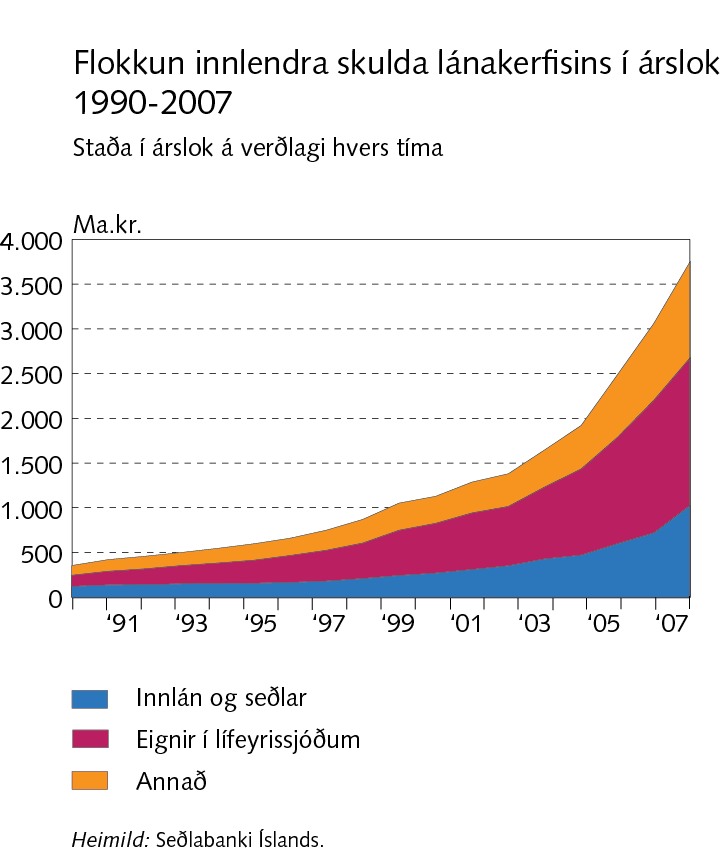 Flokkun innlendra skulda lánakerfisins í árslok
1990-2007
Staða í árslok á verðlagi hvers tíma
Ma.kr.
4.000
3.500
3.000
2.500
2.000
1.500
1.000
500
0
‘91 ‘93 ‘95 ‘97 ‘99 ‘01 ‘03 ‘05 ‘07
Innlán og seðlar
Eignir í lífeyrissjóðum
Annað
Heimild: Seðlabanki Íslands.